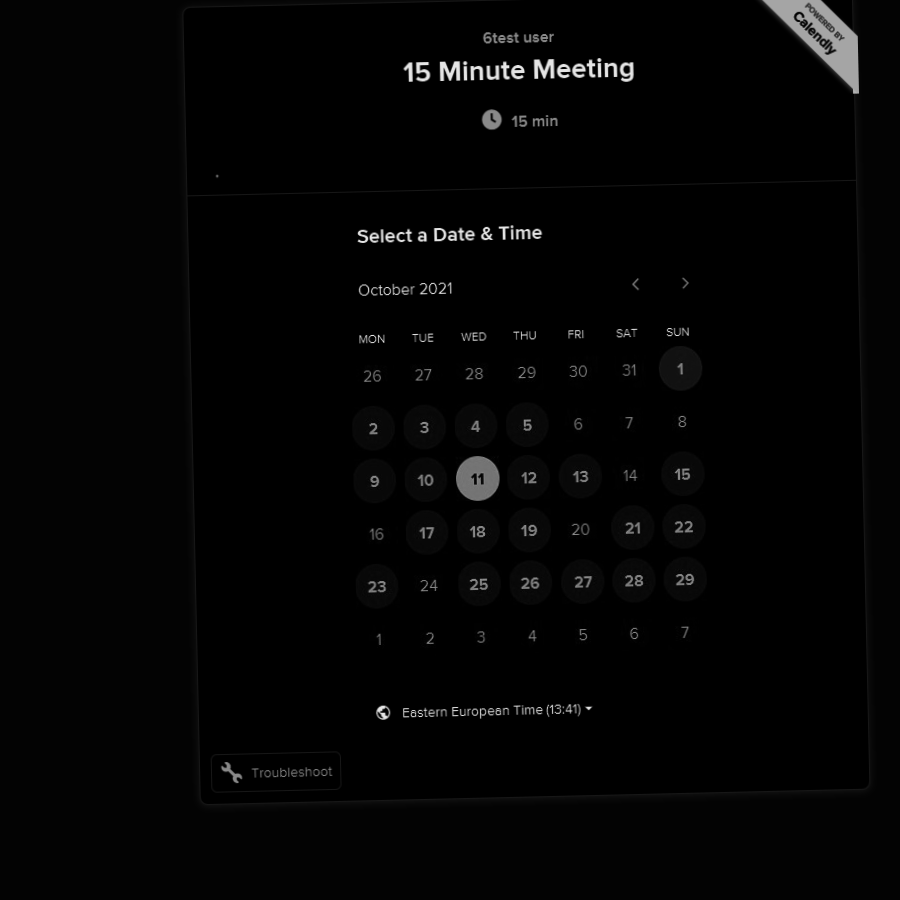 POWERED BY
Calendly
6test user
15 Minute Meeting
15 min
.
Select a Date & Time
October 2021
MON TUE WED THU FRI SAT SUN
26 27 28 29 30 31 1
2 3 4 5 6 7 8
9 10 11 12 13 14 15
16 17 18 19 20 21 22
23 24 25 26 27 28 29
1 2 3 4 5 6 7
Eastern European Time (13:41)
Troubleshoot